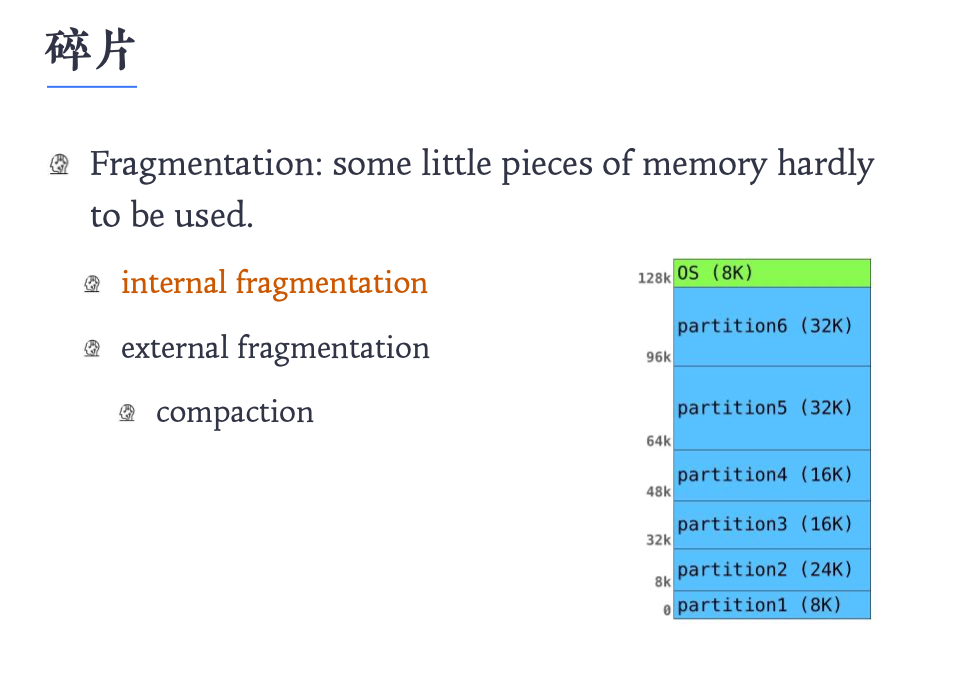 碎片
Fragmentation: some little pieces of memory hardly
to be used.
internal fragmentation
external fragmentation
compaction
128k
OS (8K)
partition6 (32K)
96k
partition5 (32K)
64k
partition4 (16K)
48k
partition3 (16K)
32k
partition2 (24K)
8k
partition1 (8K)
0